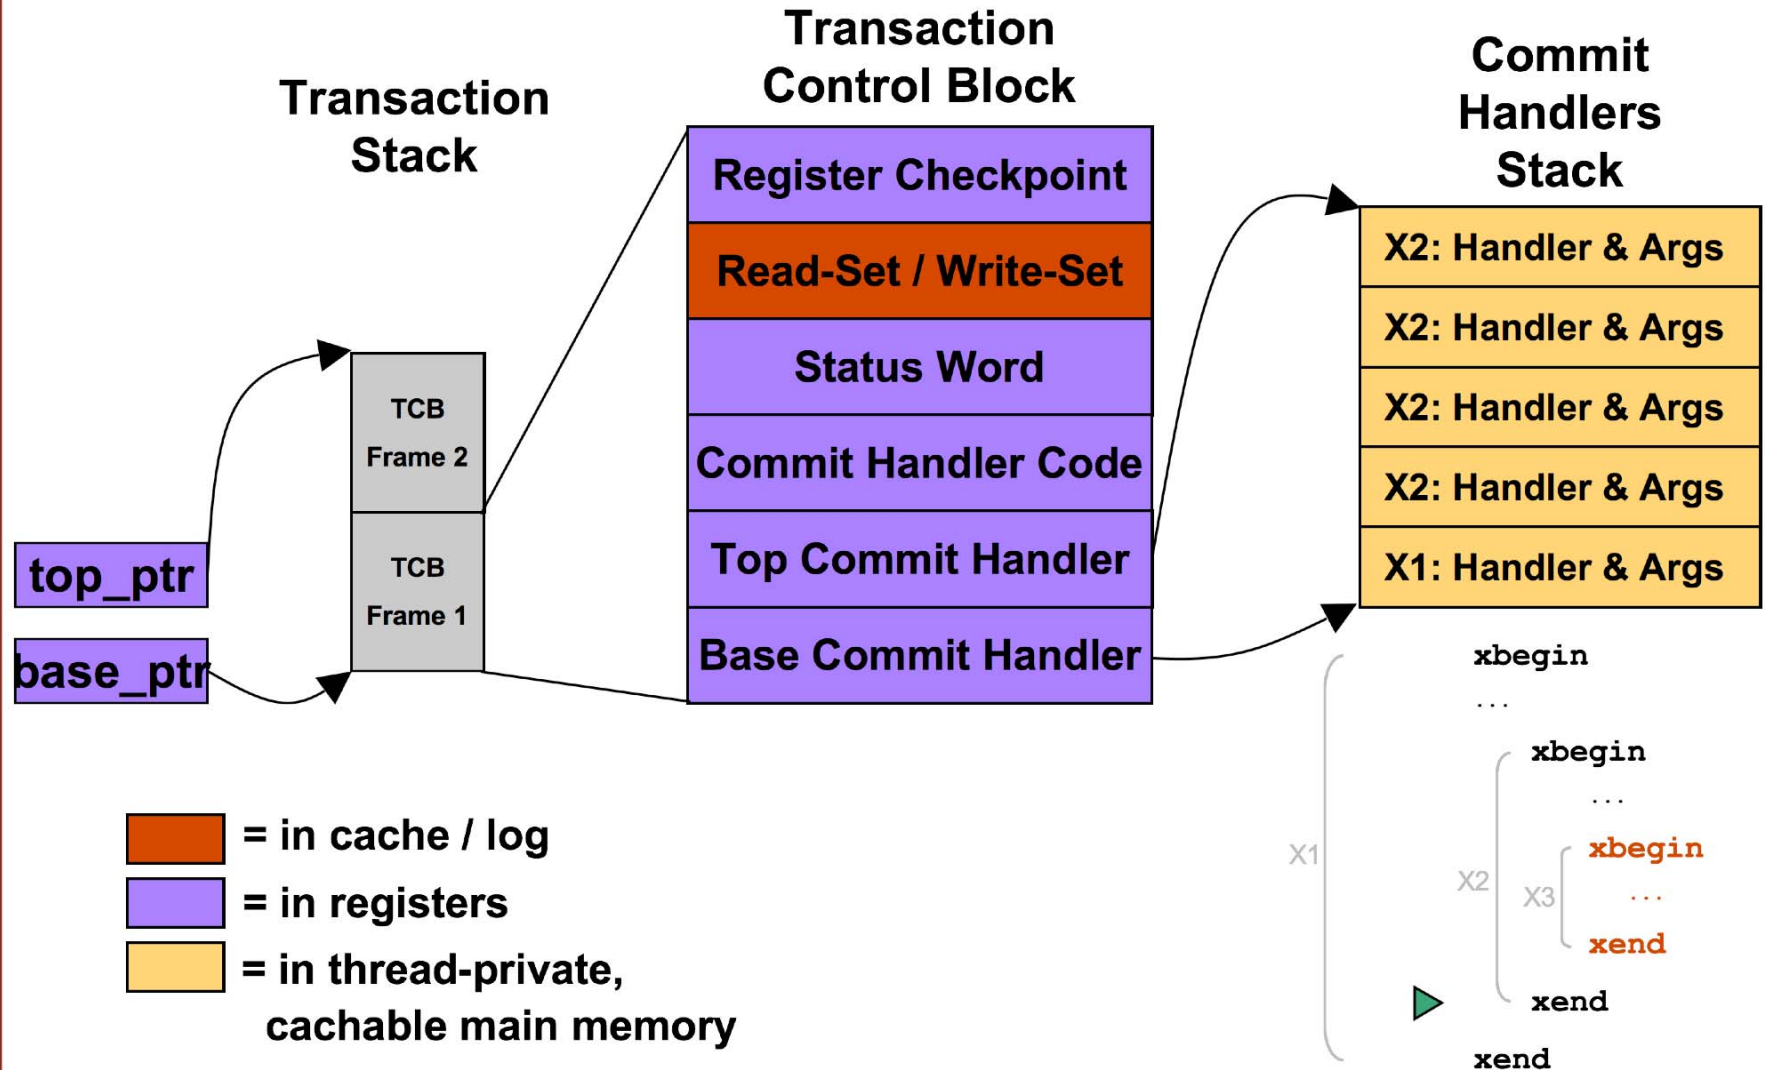 Transaction
Stack
top_ptr
base_ptr
TCB
Frame 2
TCB
Frame 1
Transaction
Control Block
Register Checkpoint
Read-Set / Write-Set
Status Word
Commit Handler Code
Top Commit Handler
Base Commit Handler
Commit
Handlers
Stack
X2: Handler & Args
X2: Handler & Args
X2: Handler & Args
X2: Handler & Args
X1: Handler & Args
= in cache / log
= in registers
= in thread-private,
cachable main memory
xbegin
...
xbegin
...
X1
X2
X3
xbegin
...
xend
xend
xend